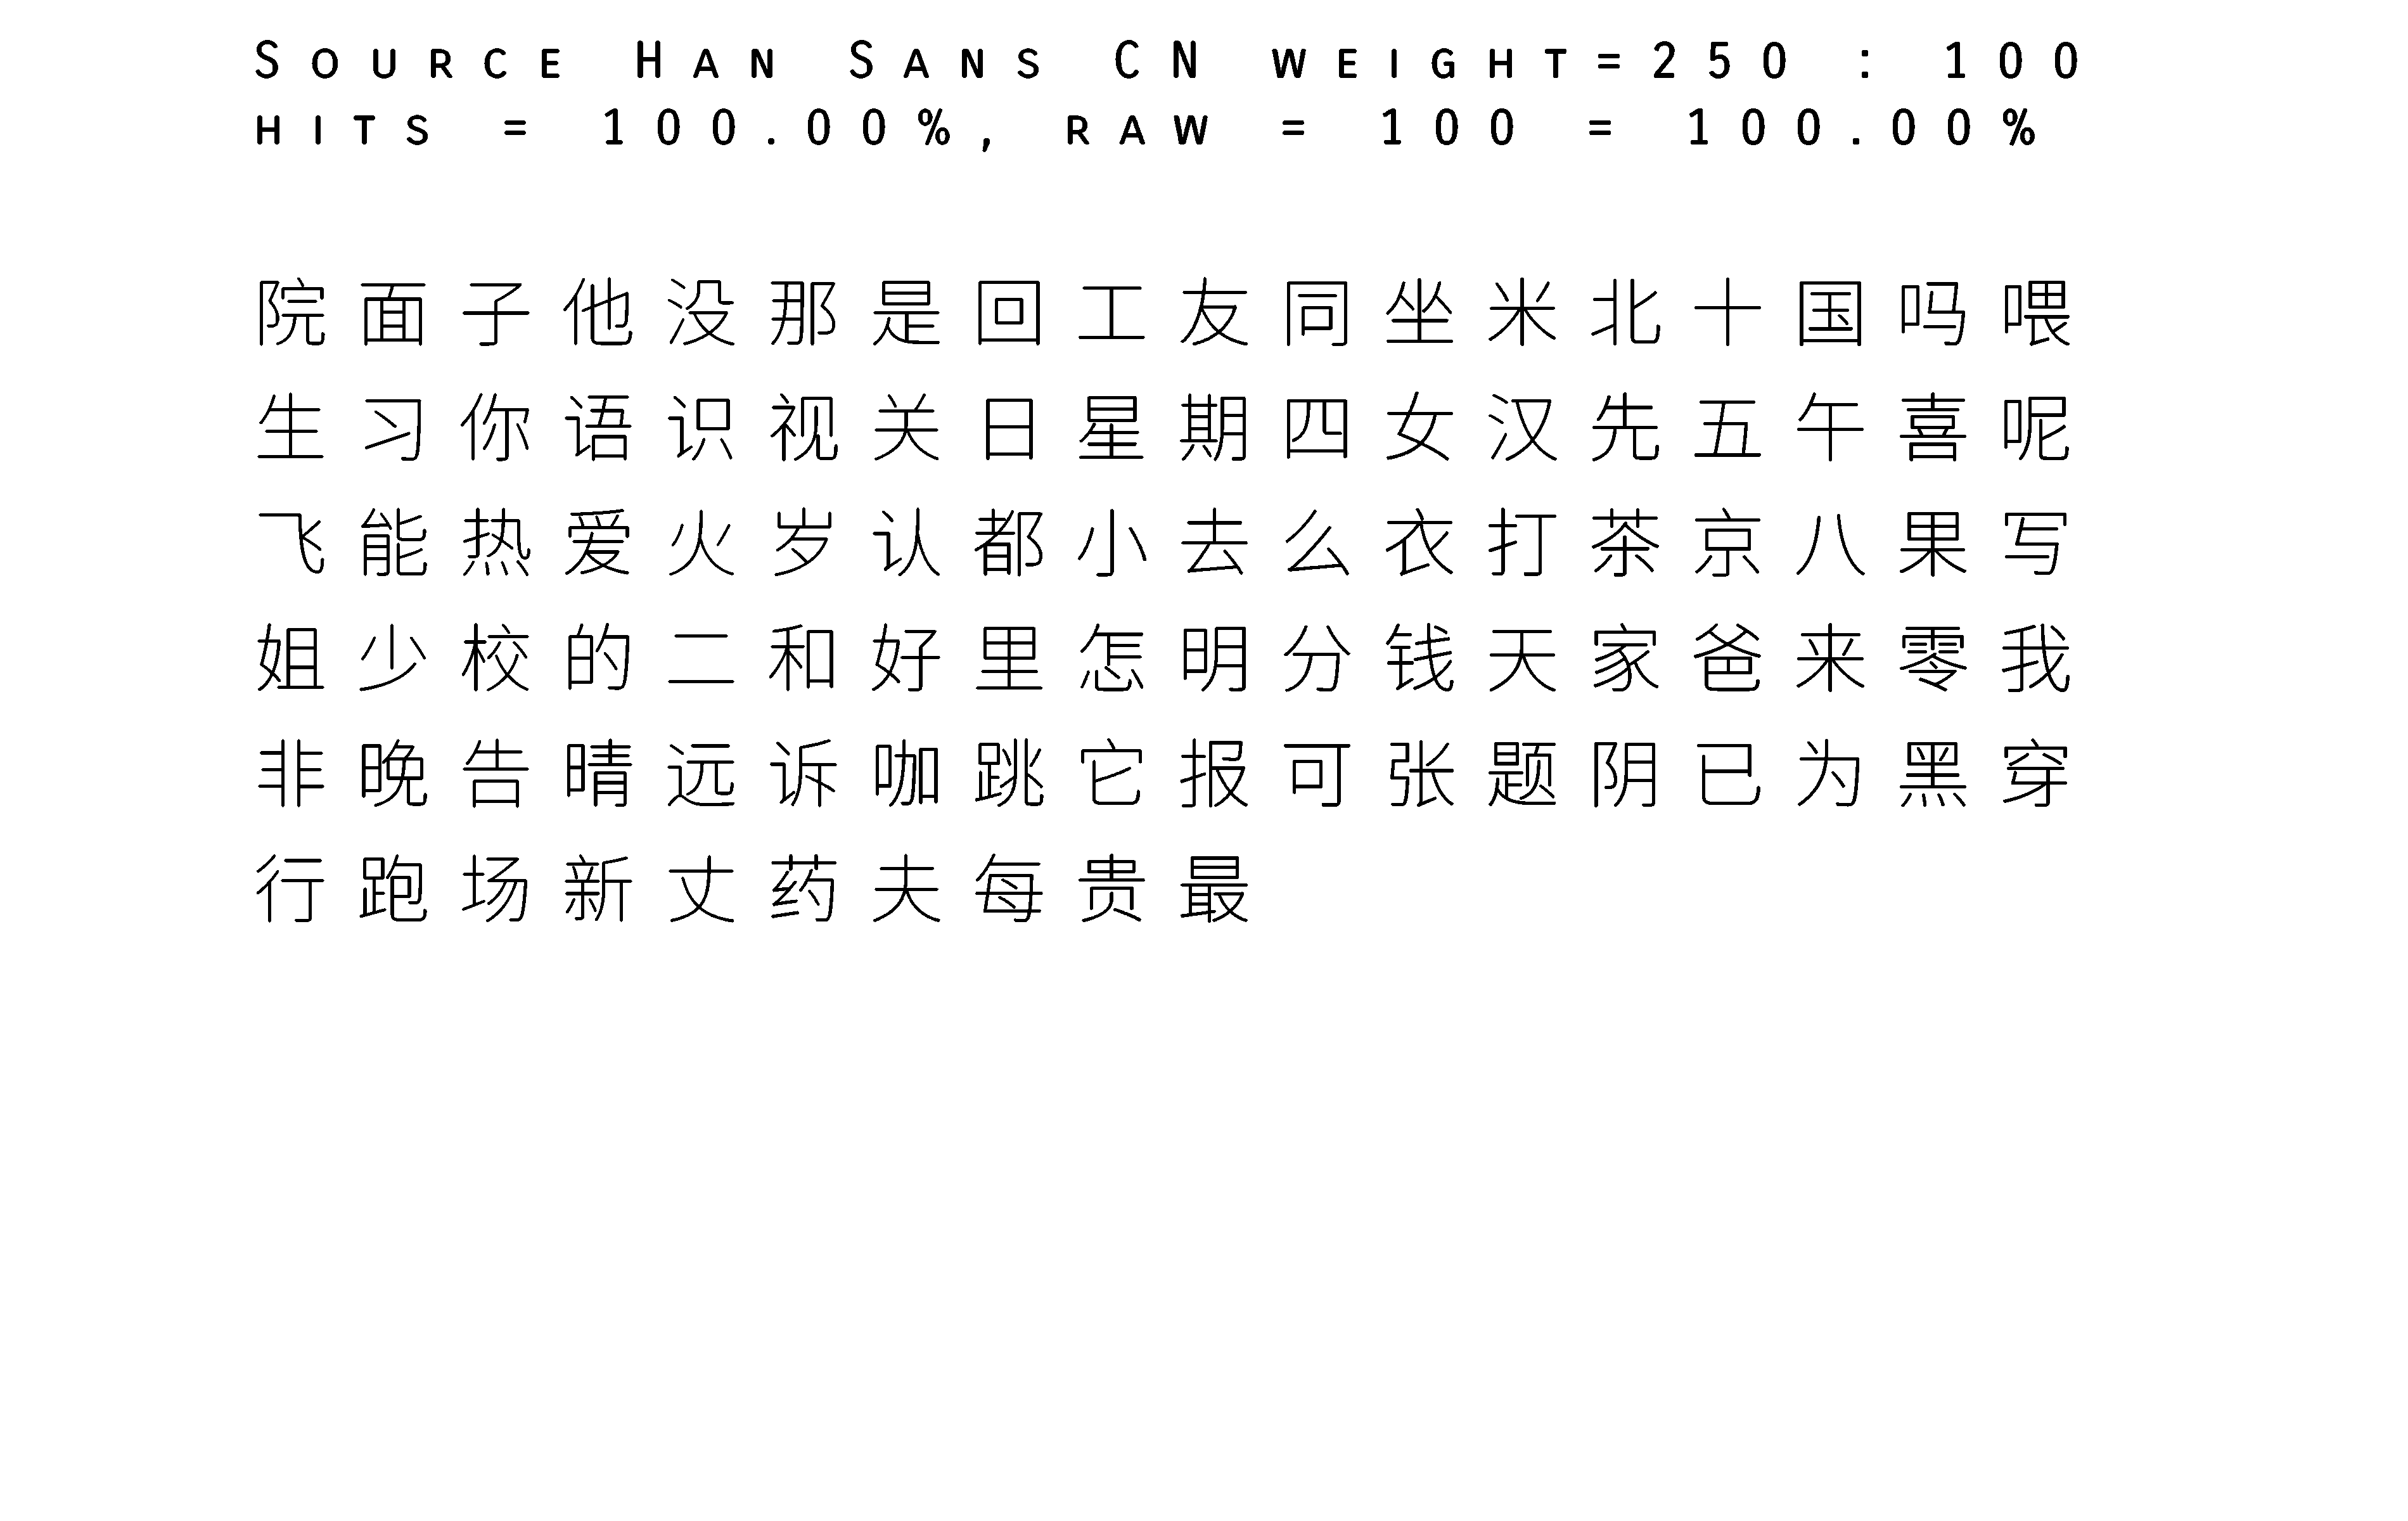 Source Han Sans CN weight=250 : 100
hits = 100.00%, raw = 100 = 100.00%
院面子他没那是回工友同坐米北十国吗喂
生习你语识视关日星期四女汉先五午喜呢
飞能热爱火岁认都小去么衣打茶京八果写
姐少校的二和好里怎明分钱天家爸来零我
非晚告晴远诉咖跳它报可张题阴已为黑穿
行跑场新丈药夫每贵最